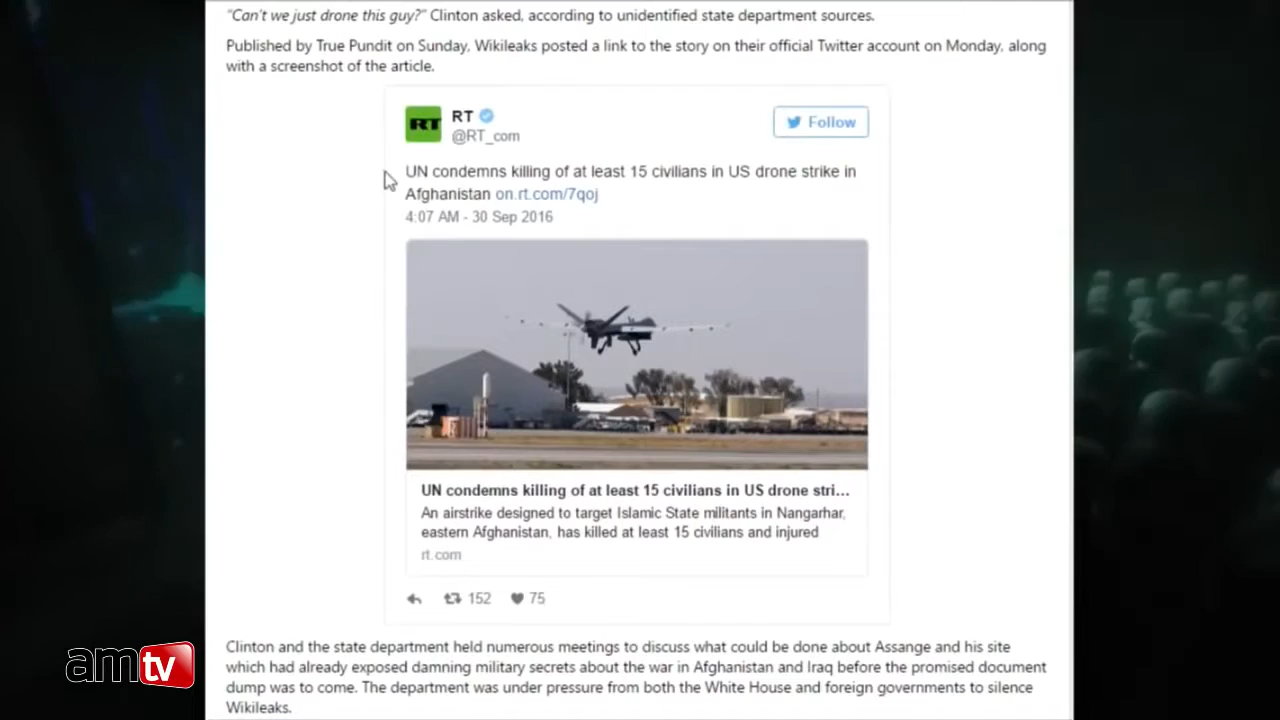 "Can't we just drone this guy?" Clinton asked, according to unidentified state department sources.
Published by True Pundit on Sunday, Wikileaks posted a link to the story on their official Twitter account on Monday, along
with a screenshot of the article.
RT
RT
@RT_com
Follow
UN condemns killing of at least 15 civilians in US drone strike in
Afghanistan on.rt.com/7qoj
4:07 AM - 30 Sep 2016
UN condemns killing of at least 15 civilians in US drone stri...
An airstrike designed to target Islamic State militants in Nangarhar,
eastern Afghanistan, has killed at least 15 civilians and injured
rt.com
152
75
Clinton and the state department held numerous meetings to discuss what could be done about Assange and his site
which had already exposed damning military secrets about the war in Afghanistan and Iraq before the promised document
dump was to come. The department was under pressure from both the White House and foreign governments to silence
Wikileaks.
amtv